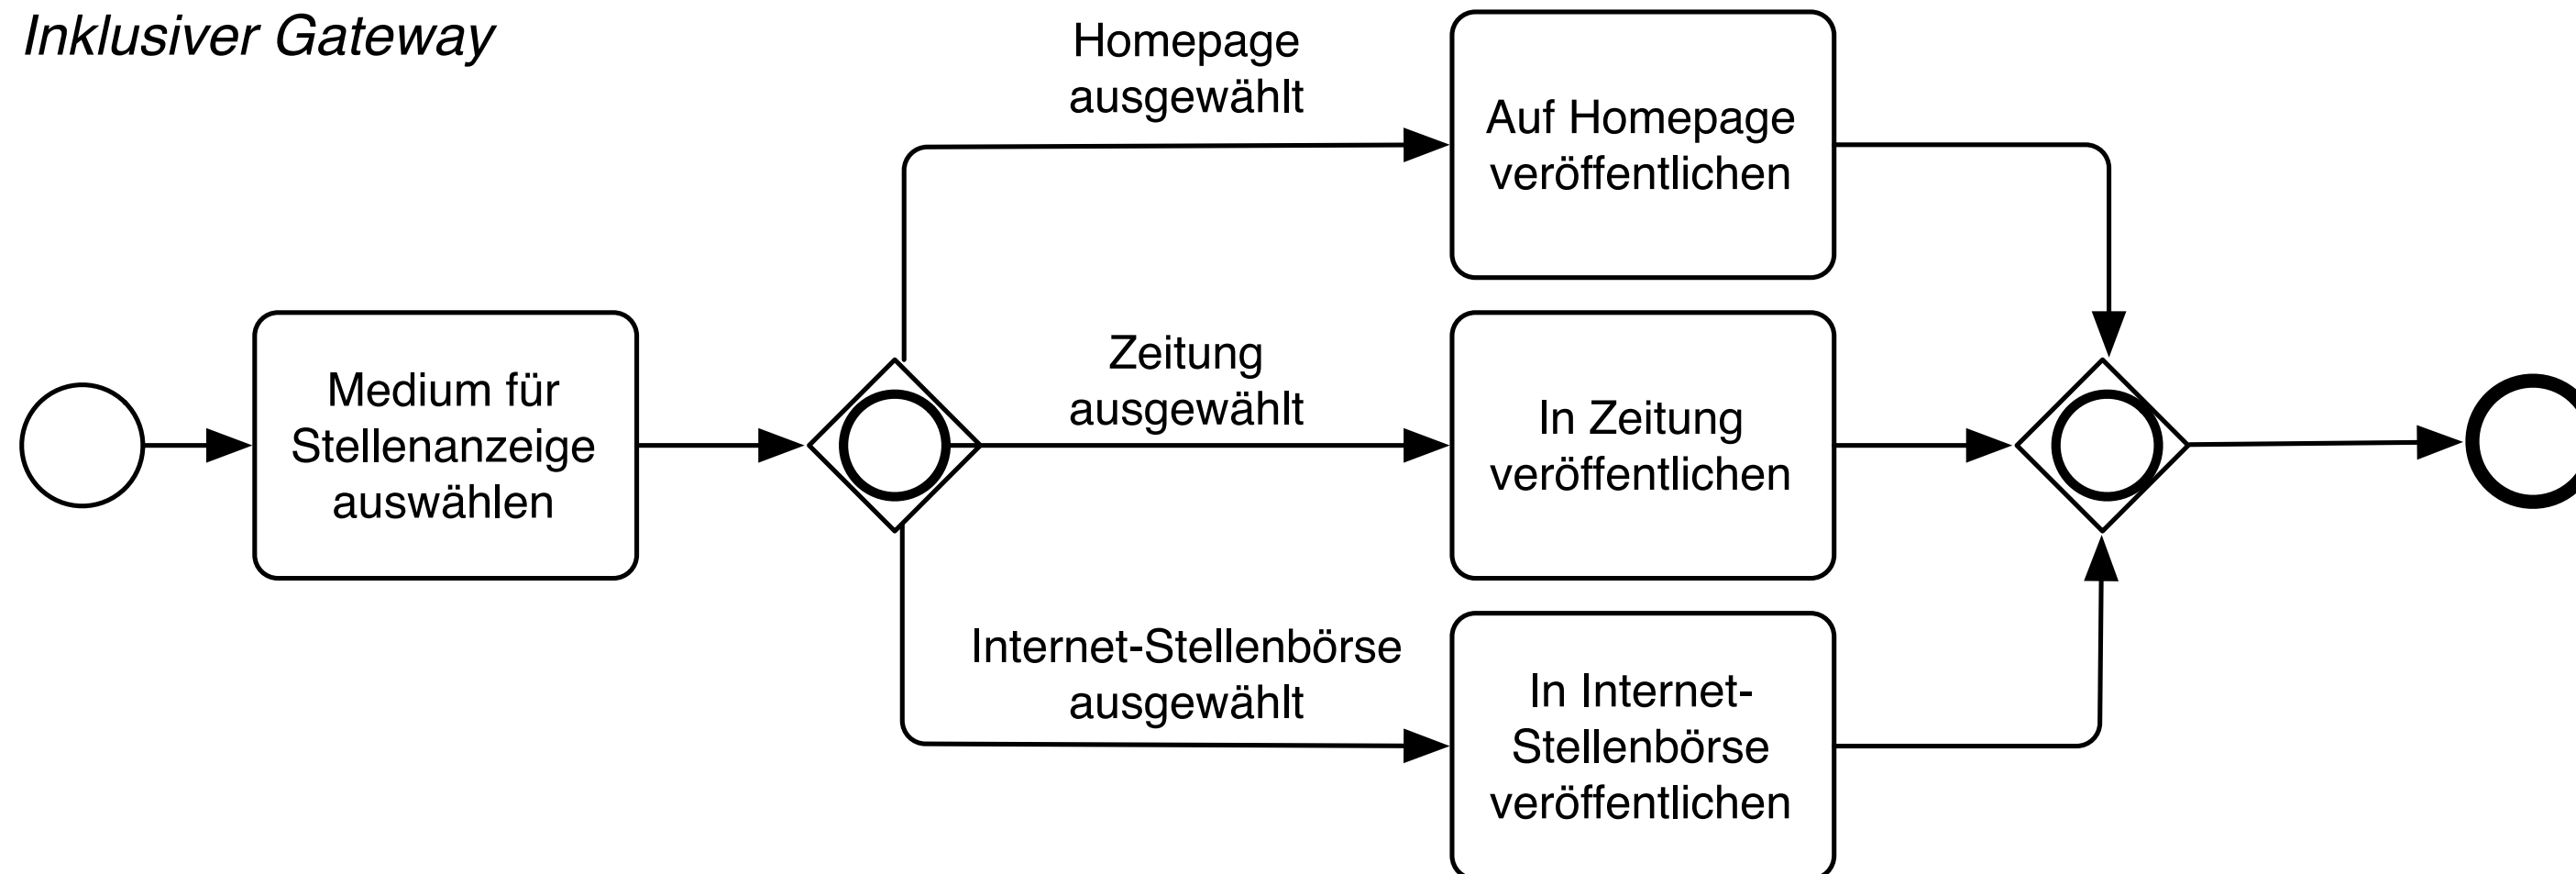 Inklusiver Gateway
Homepage
ausgewählt
Auf Homepage
veröffentlichen
Medium für
Stellenanzeige
auswählen
Zeitung
ausgewählt
In Zeitung
veröffentlichen
Internet-Stellenbörse
ausgewählt
In Internet-
Stellenbörse
veröffentlichen